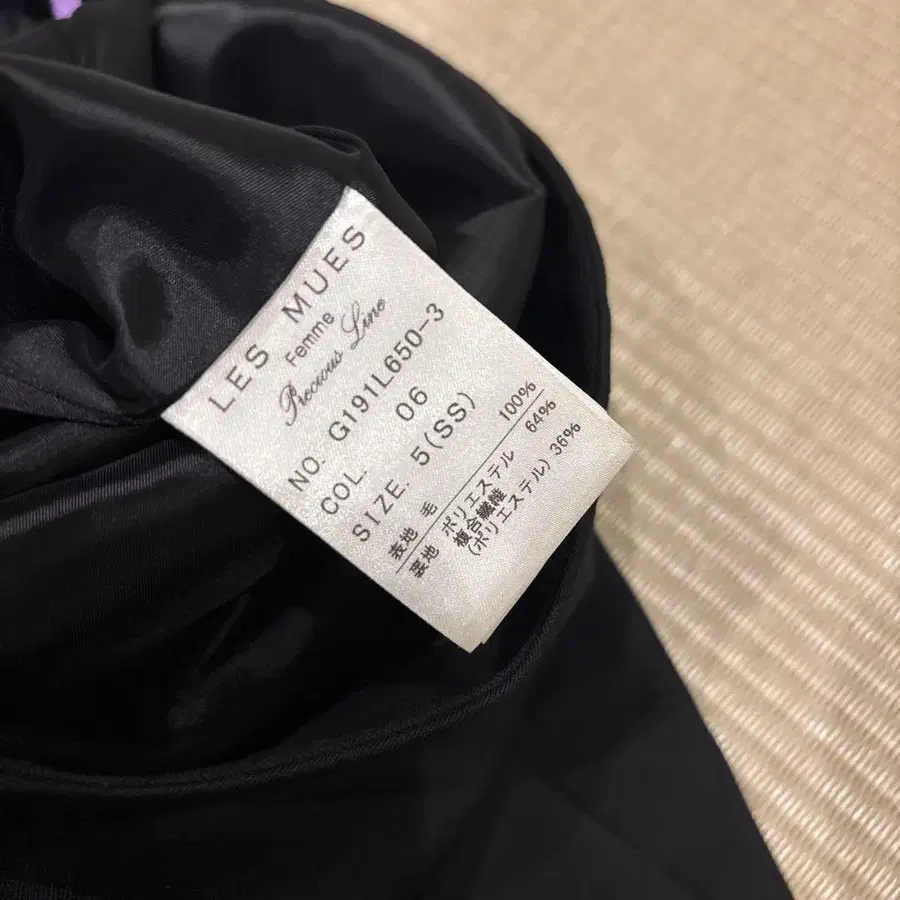 LES MUES
Femme
Precious Line
NO. G191L650-3
COL. 06
SIZE. 5(SS)
表地 毛 100%
裏地 ポリエステル 64%
複合繊維
(ポリエステル) 36%